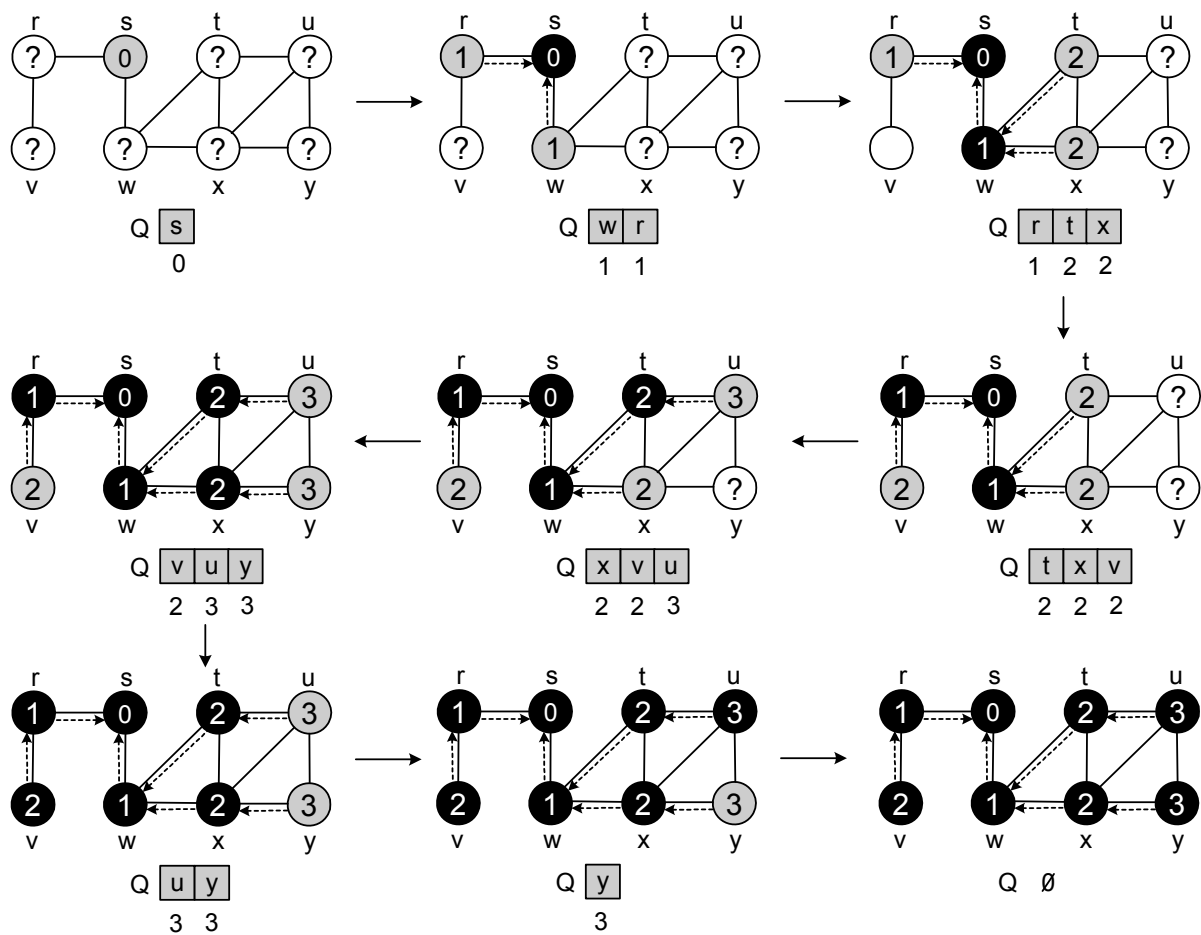 r s t u
? 0 ? ?
? ? ? ?
v w x y
Q s
0
r s t u
1 0 ? ?
? 1 ? ?
v w x y
Q w r
1 1
r s t u
1 0 2 ?
1 2 ?
v w x y
Q r t x
1 2 2
r s t u
1 0 2 ?
2 1 2 ?
v w x y
Q t x v
2 2 2
r s t u
1 0 2 3
2 1 2 ?
v w x y
Q x v u
2 2 3
r s t u
1 0 2 3
2 1 2 3
v w x y
Q v u y
2 3 3
r s t u
1 0 2 3
2 1 2 3
v w x y
Q u y
3 3
r s t u
1 0 2 3
2 1 2 3
v w x y
Q y
3
r s t u
1 0 2 3
2 1 2 3
v w x y
Q Ø